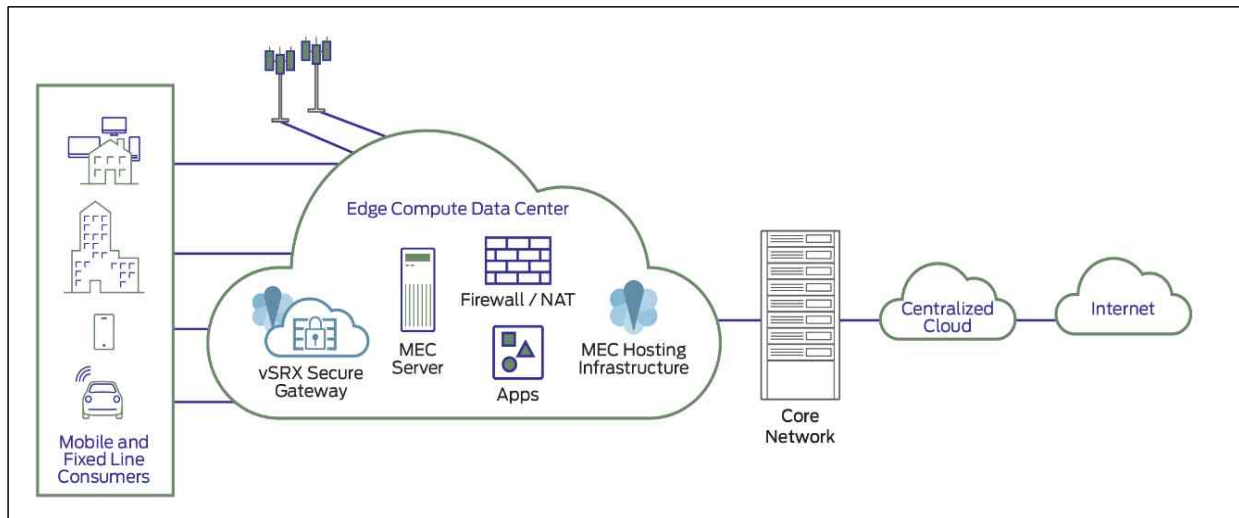 Edge Compute Data Center
Firewall / NAT
vSRX Secure
Gateway
MEC
Server
Apps
MEC Hosting
Infrastructure
Mobile and
Fixed Line
Consumers
Core
Network
Centralized
Cloud
Internet